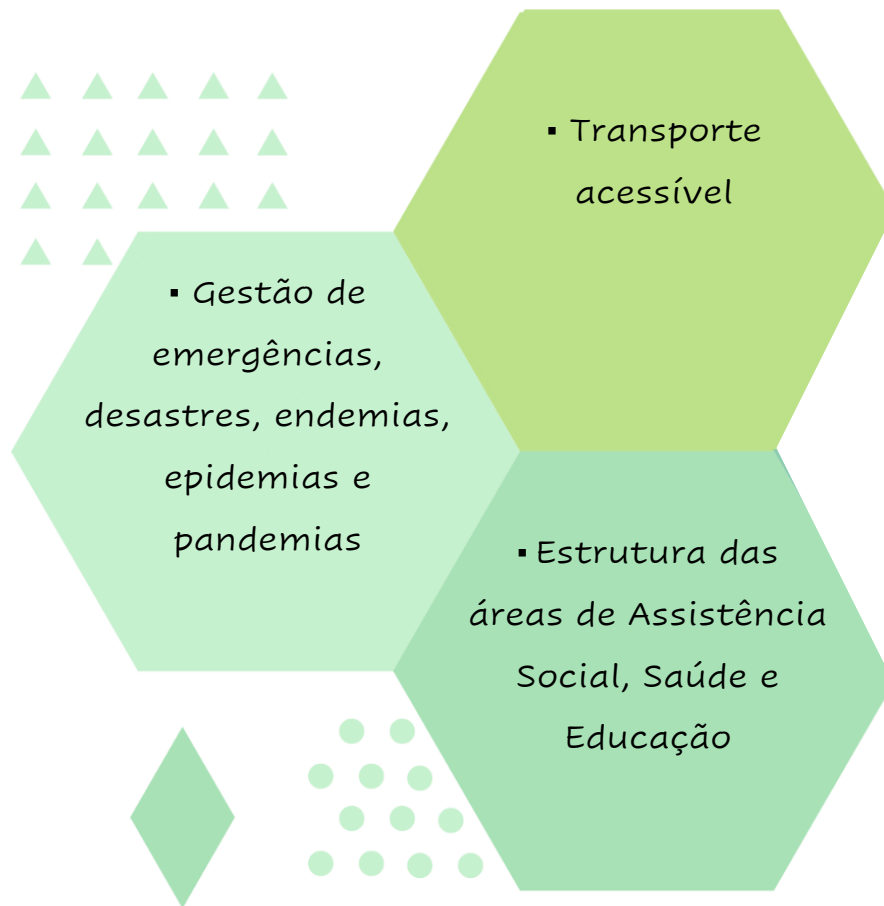 ▪ Transporte
acessível
▪ Gestão de
emergências,
desastres, endemias,
epidemias e
pandemias
▪ Estrutura das
áreas de Assistência
Social, Saúde e
Educação